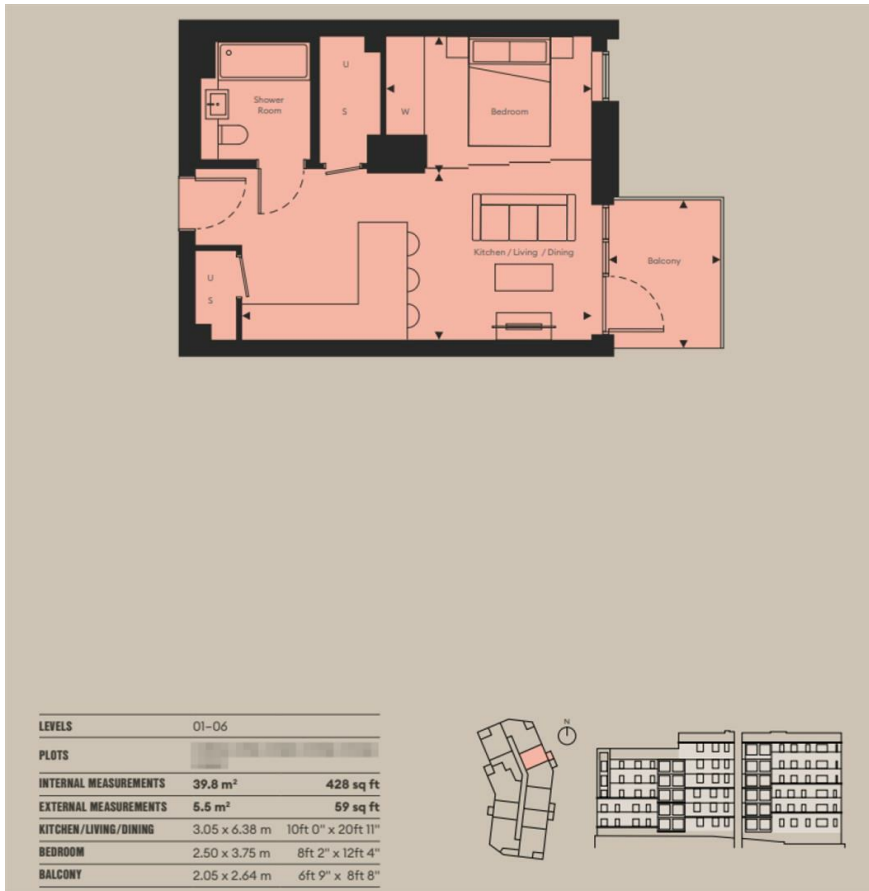 U
S
Shower
Room
W
Bedroom
Kitchen / Living / Dining
Balcony
U
S
LEVELS 01–06
PLOTS
INTERNAL MEASUREMENTS 39.8 m² 428 sq ft
EXTERNAL MEASUREMENTS 5.5 m² 59 sq ft
KITCHEN/LIVING/DINING 3.05 x 6.38 m 10ft 0" x 20ft 11"
BEDROOM 2.50 x 3.75 m 8ft 2" x 12ft 4"
BALCONY 2.05 x 2.64 m 6ft 9" x 8ft 8"
N